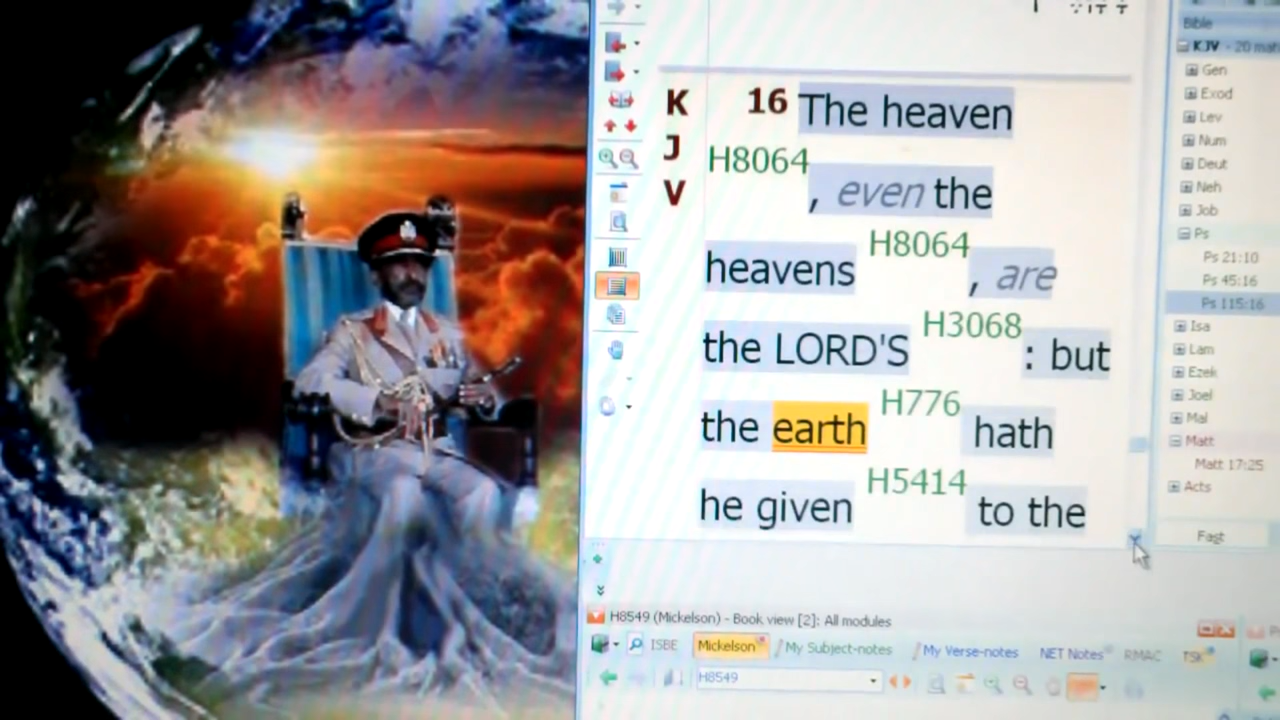 K 16 The heaven
J H8064 , even the
V
heavens H8064 , are
the LORD'S H3068 : but
the earth H776 hath
he given H5414 to the
Bible
KJV - 20
Gen
Exod
Lev
Num
Deut
Neh
Job
Ps
Ps 21:10
Ps 45:16
Ps 115:16
Isa
Lam
Ezek
Joel
Mal
Matt
Matt 17:25
Acts
Fast
H8549 (Mickelson) - Book view [2]: All modules
ISBE Mickelson My Subject-notes My Verse-notes NET Notes RMAC TSK
H8549